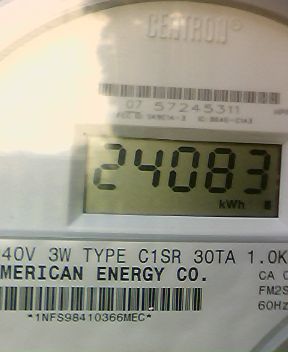 CENTRON®
07 57245311
24083
kWh
40V 3W TYPE C1SR 30TA 1.0K
MERICAN ENERGY CO.
CA
FM2S
60Hz
*1NFS98410366MEC*